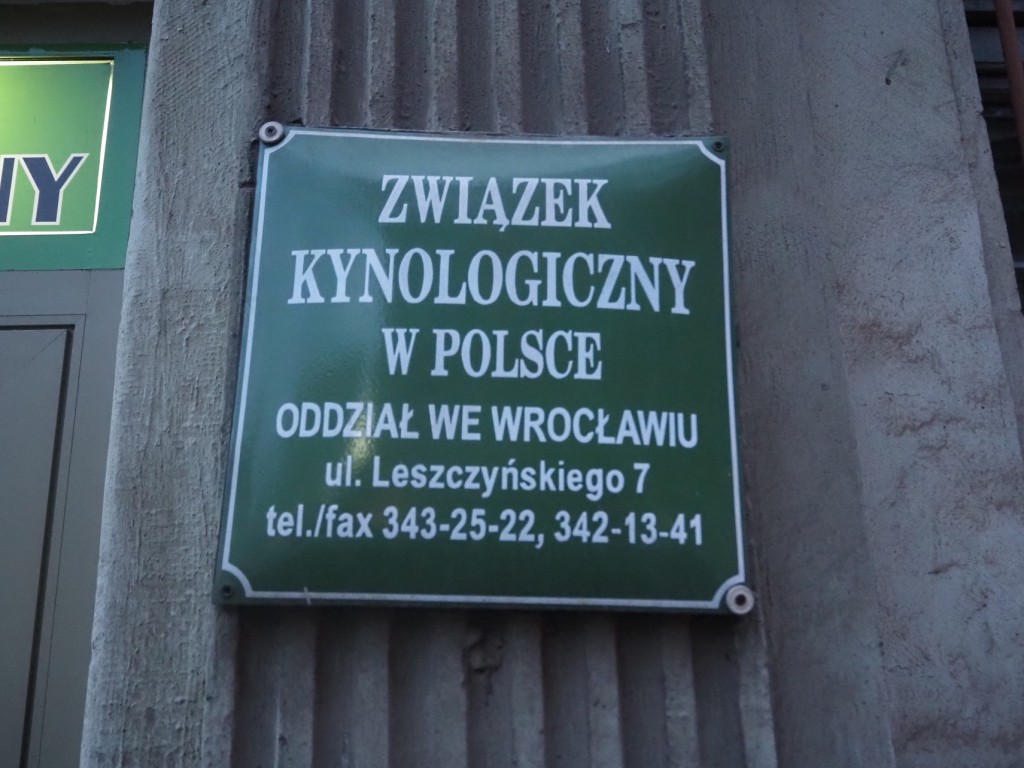 ZWIĄZEK
KYNOLOGICZNY
W POLSCE
ODDZIAŁ WE WROCŁAWIU
ul. Leszczyńskiego 7
tel./fax 343-25-22, 342-13-41